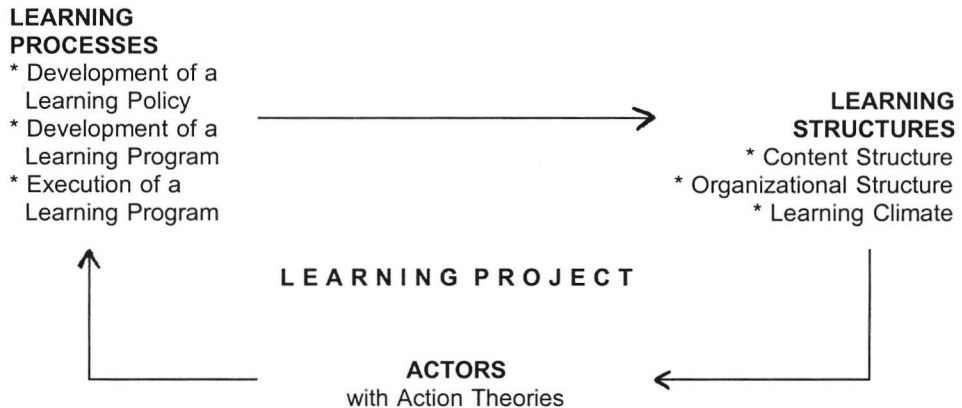 LEARNING
PROCESSES
* Development of a
Learning Policy
* Development of a
Learning Program
* Execution of a
Learning Program
LEARNING
STRUCTURES
* Content Structure
* Organizational Structure
* Learning Climate
LEARNING PROJECT
ACTORS
with Action Theories